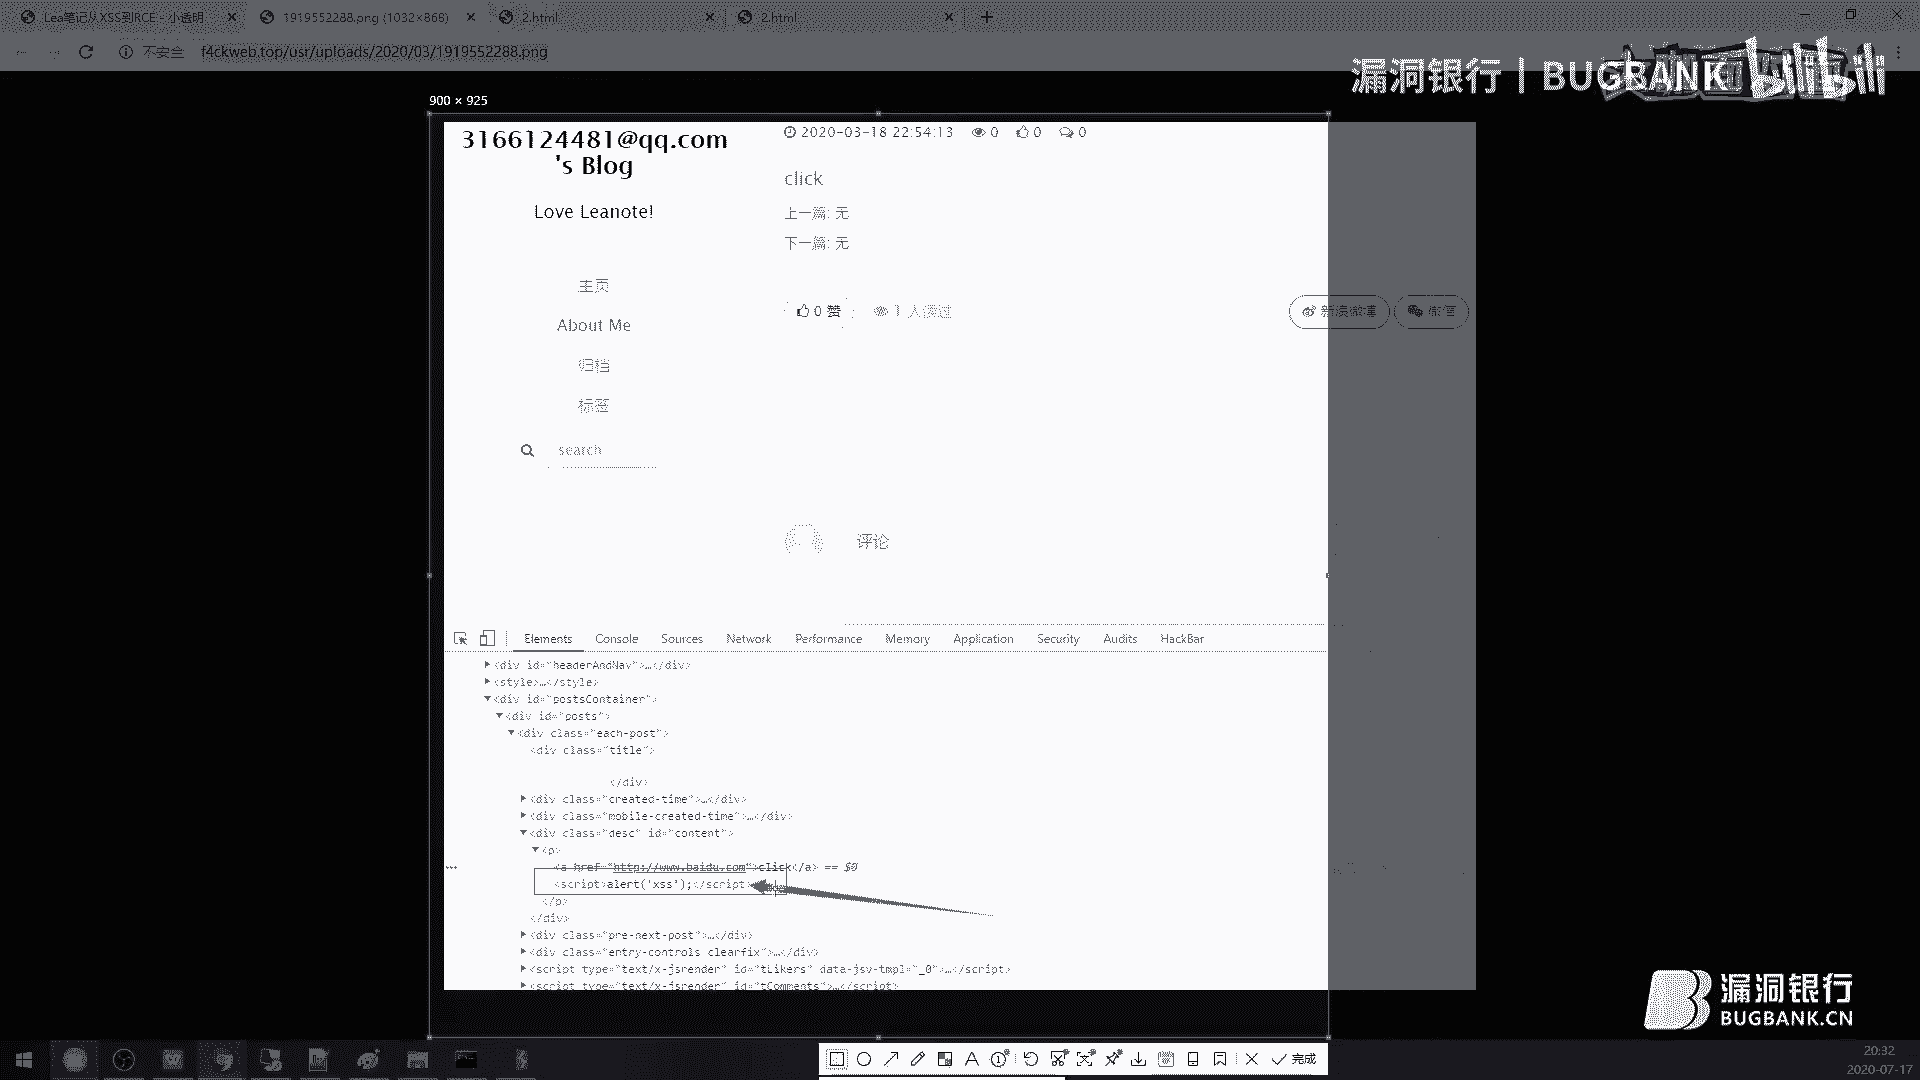 Lea笔记从XSS到RCE - 小透明
1919552288.png (1032×868)
2.html
2.html
不安全
f4ckweb.top/usr/uploads/2020/03/1919552288.png
漏洞银行 | BUGBANK
bilibili
900 × 925
3166124481@qq.com
's Blog
Love Leanote!
主页
About Me
归档
标签
search
2020-03-18 22:54:13 0 0 0
click
上一篇: 无
下一篇: 无
0 赞
1 人读过
新浪微博
微信
评论
Elements Console Sources Network Performance Memory Application Security Audits HackBar
<div id="headerAndNav">…</div>
<style>…</style>
<div id="postsContainer">
<div id="posts">
<div class="each-post">
<div class="title">
</div>
<div class="created-time">…</div>
<div class="mobile-created-time">…</div>
<div class="desc" id="content">
<p>
<a href="http://www.baidu.com">click</a> == $0
<script>alert('xss');</script>
</p>
</div>
<div class="pre-next-post">…</div>
<div class="entry-controls clearfix">…</div>
<script type="text/x-jsrender" id="tLikers" data-jsv-tmpl="_0">…</script>
<script type="text/x-jsrender" id="tComments">…</script>
漏洞银行
BUGBANK.CN
完成
20:32
2020-07-17